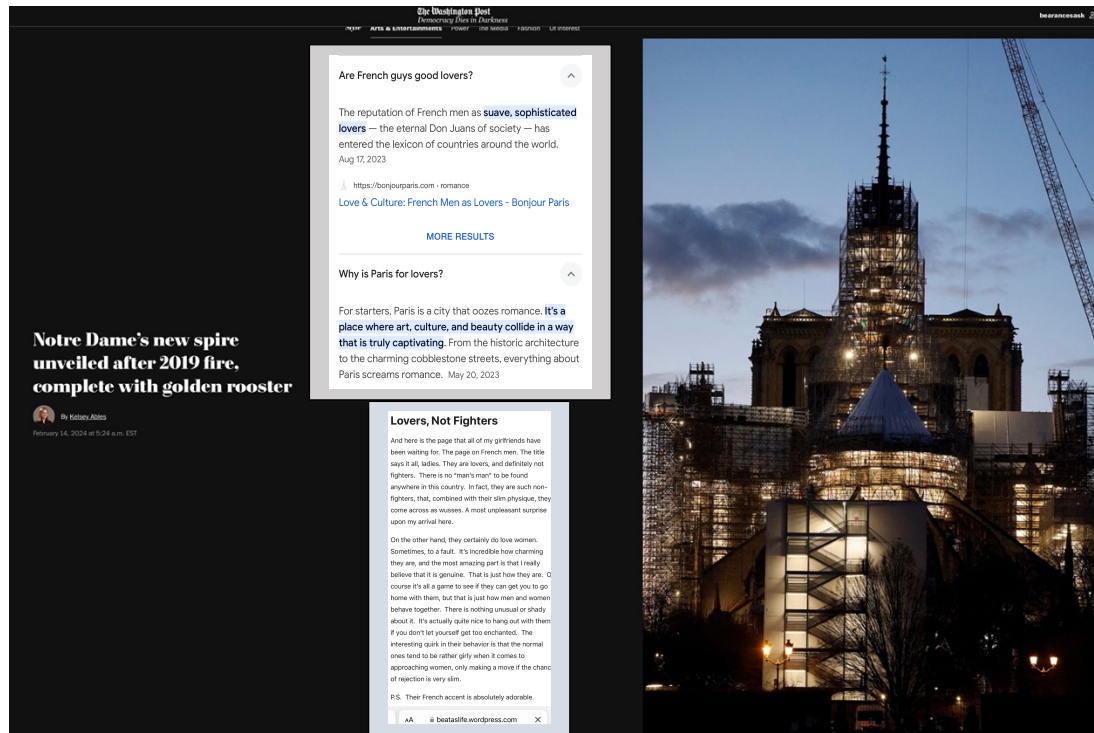 The Washington Post
Democracy Dies in Darkness
bearancesask
Style Arts & Entertainments Power The Media Fashion Of Interest
Are French guys good lovers?
The reputation of French men as suave, sophisticated
lovers — the eternal Don Juans of society — has
entered the lexicon of countries around the world.
Aug 17, 2023
https://bonjourparis.com › romance
Love & Culture: French Men as Lovers - Bonjour Paris
MORE RESULTS
Why is Paris for lovers?
For starters, Paris is a city that oozes romance. It's a
place where art, culture, and beauty collide in a way
that is truly captivating. From the historic architecture
to the charming cobblestone streets, everything about
Paris screams romance. May 20, 2023
Notre Dame's new spire
unveiled after 2019 fire,
complete with golden rooster
By Kelsey Ables
February 14, 2024 at 5:24 a.m. EST
Lovers, Not Fighters
And here is the page that all of my girlfriends have
been waiting for. The page on French men. The title
says it all, ladies. They are lovers, and definitely not
fighters. There is no "man's man" to be found
anywhere in this country. In fact, they are such non-
fighters, that, combined with their slim physique, they
come across as wusses. A most unpleasant surprise
upon my arrival here.
On the other hand, they certainly do love women.
Sometimes, to a fault. It's incredible how charming
they are, and the most amazing part is that I really
believe that it is genuine. That is just how they are. O
course it's all a game to see if they can get you to go
home with them, but that is just how men and women
behave together. There is nothing unusual or shady
about it. It's actually quite nice to hang out with them
if you don't let yourself get too enchanted. The
interesting quirk in their behavior is that the normal
ones tend to be rather girly when it comes to
approaching women, only making a move if the chanc
of rejection is very slim.
P.S. Their French accent is absolutely adorable.
AA beataslife.wordpress.com